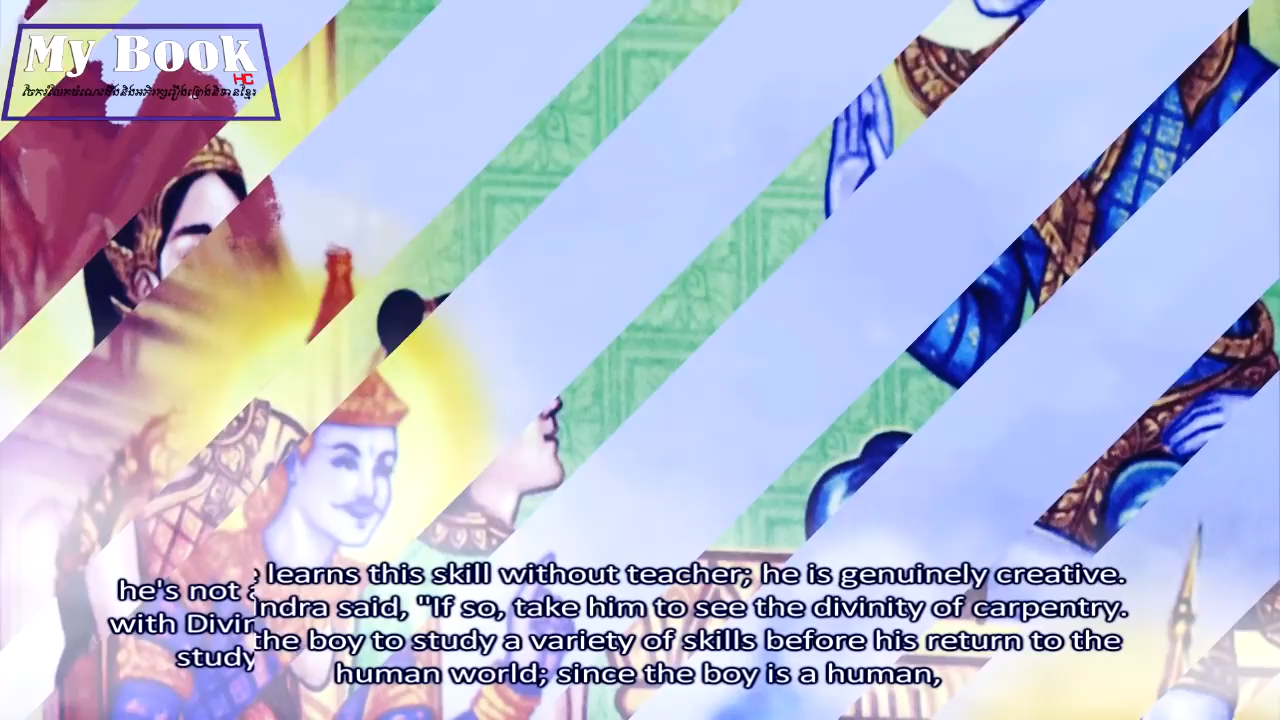 My Book
HC
he's not
learns this skill without teacher; he is genuinely creative.
with Divin
Indra said, "If so, take him to see the divinity of carpentry.
study
the boy to study a variety of skills before his return to the
human world; since the boy is a human,